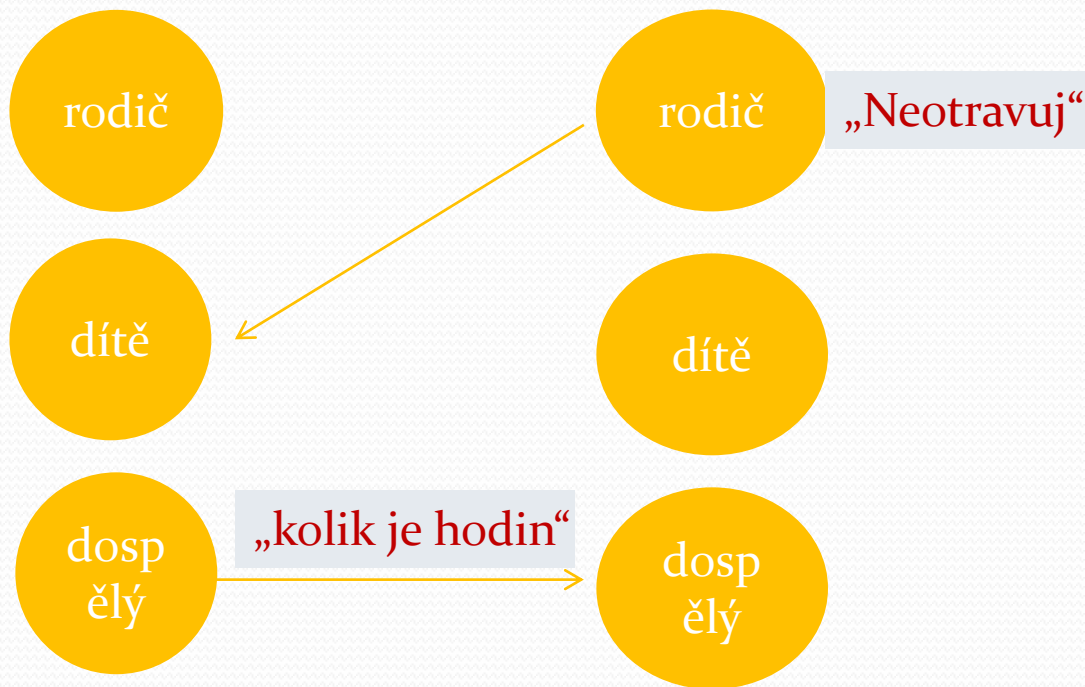 rodič
rodič
„Neotravuj“
dítě
dítě
„kolik je hodin“
dosp
ělý
dosp
ělý